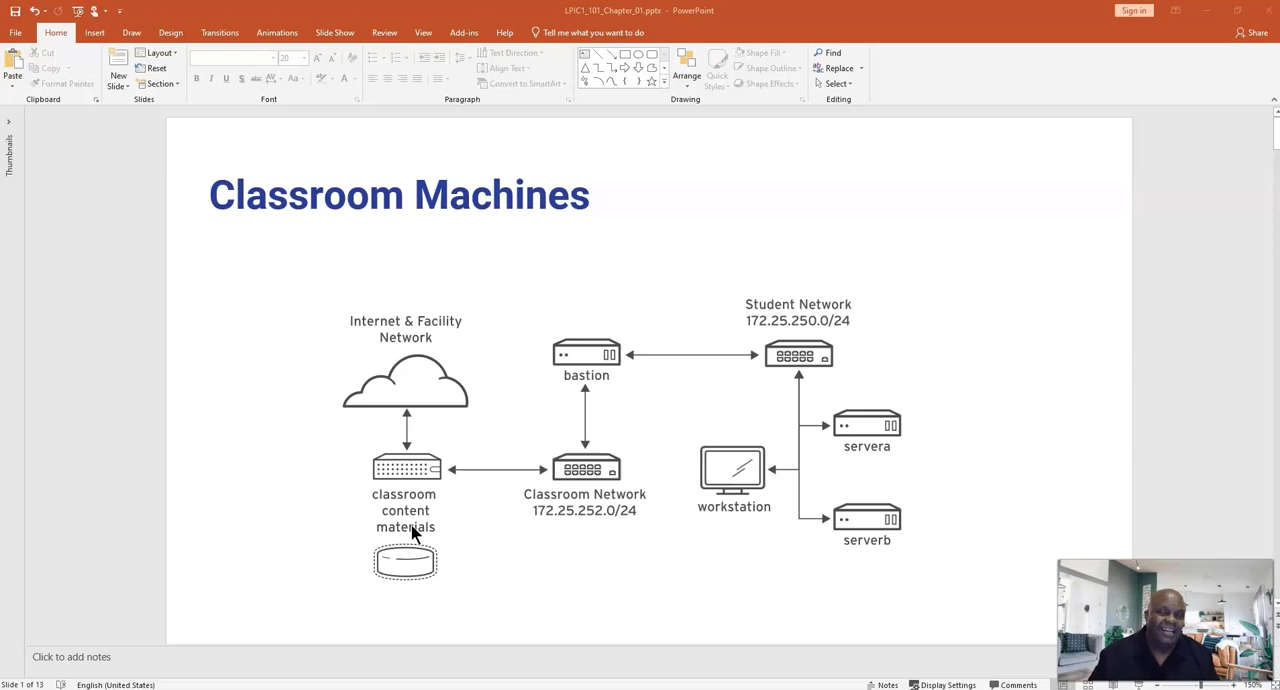 LPIC1_101_Chapter_01.pptx - PowerPoint
Sign in
File Home Insert Draw Design Transitions Animations Slide Show Review View Add-ins Help Tell me what you want to do Share
Paste
Cut
Copy
Format Painter
Clipboard
New
Slide
Layout
Reset
Section
Slides
20
B I U S abc AV Aa A
Font
Text Direction
Align Text
Convert to SmartArt
Paragraph
Arrange
Quick
Styles
Shape Fill
Shape Outline
Shape Effects
Drawing
Find
Replace
Select
Editing
Thumbnails
Classroom Machines
Internet & Facility
Network
classroom
content
materials
bastion
Classroom Network
172.25.252.0/24
Student Network
172.25.250.0/24
workstation
servera
serverb
Click to add notes
Slide 1 of 13 English (United States) Notes Display Settings Comments 150%